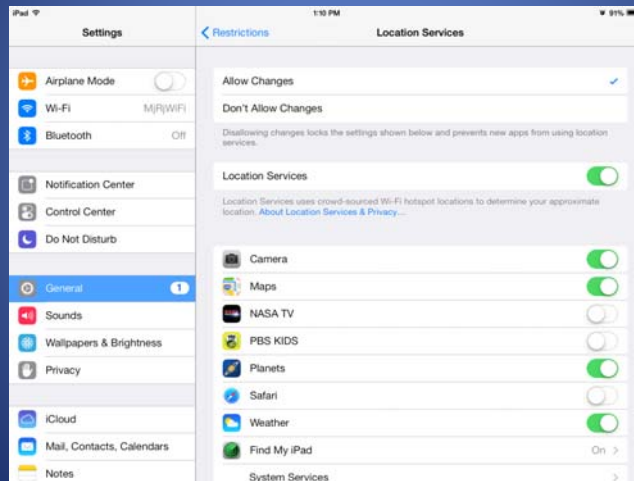 iPad
1:10 PM
91%
Settings
Restrictions
Location Services
Airplane Mode
Wi-Fi
Bluetooth
Off
Notification Center
Control Center
Do Not Disturb
General
1
Sounds
Wallpapers & Brightness
Privacy
iCloud
Mail, Contacts, Calendars
Notes
Allow Changes
Don't Allow Changes
Disallowing changes locks the settings shown below and prevents new apps from using location
services.
Location Services
Location Services uses crowd-sourced Wi-Fi hotspot locations to determine your approximate
location. About Location Services & Privacy...
Camera
Maps
NASA TV
PBS KIDS
Planets
Safari
Weather
Find My iPad
On
System Services